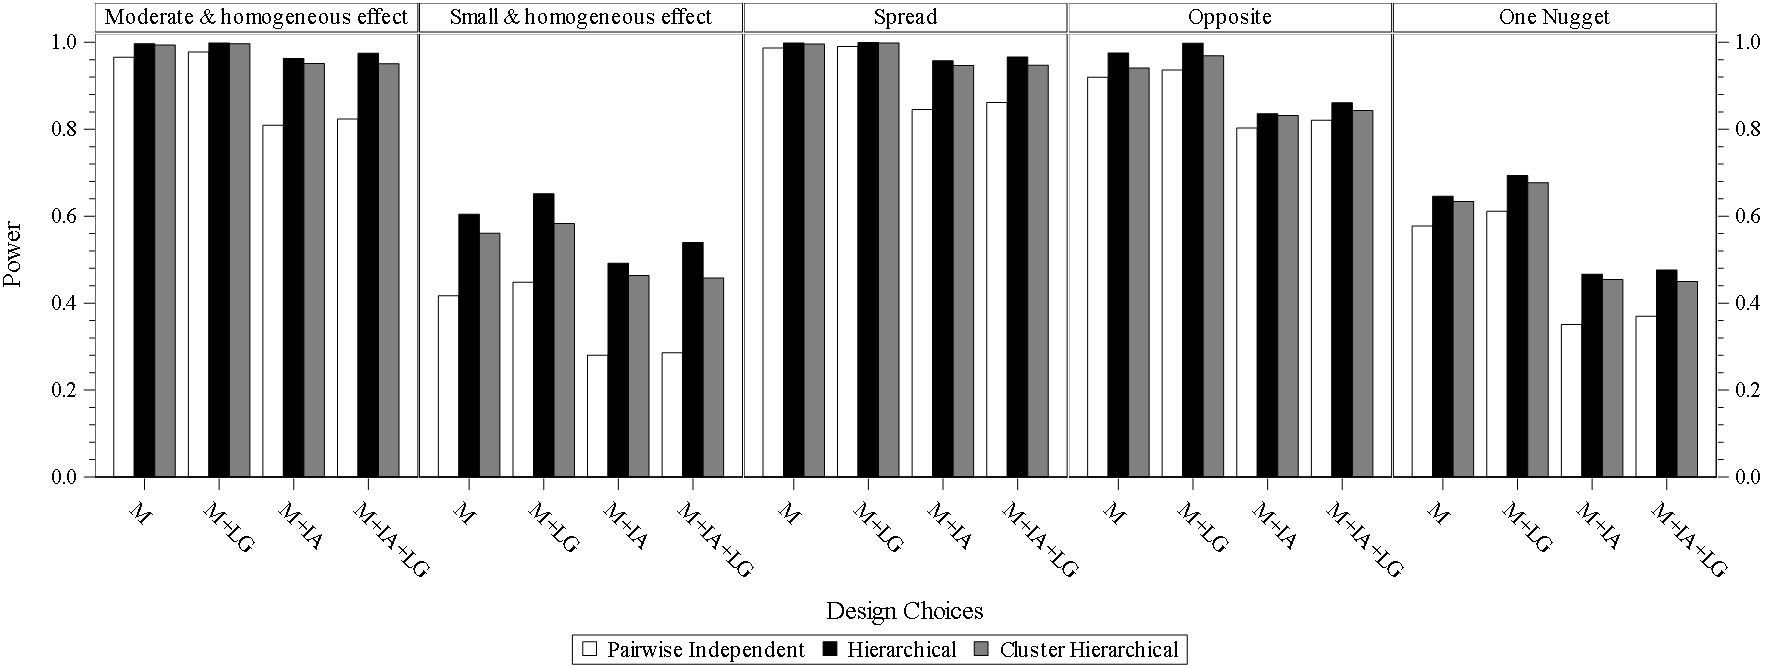 Moderate & homogeneous effect
Small & homogeneous effect
Spread
Opposite
One Nugget
1.0
0.8
0.6
0.4
0.2
0.0
Power
1.0
0.8
0.6
0.4
0.2
0.0
M
M+LG
M+IA
M+IA+LG
M
M+LG
M+IA
M+IA+LG
M
M+LG
M+IA
M+IA+LG
M
M+LG
M+IA
M+IA+LG
M
M+LG
M+IA
M+IA+LG
Design Choices
Pairwise Independent
Hierarchical
Cluster Hierarchical